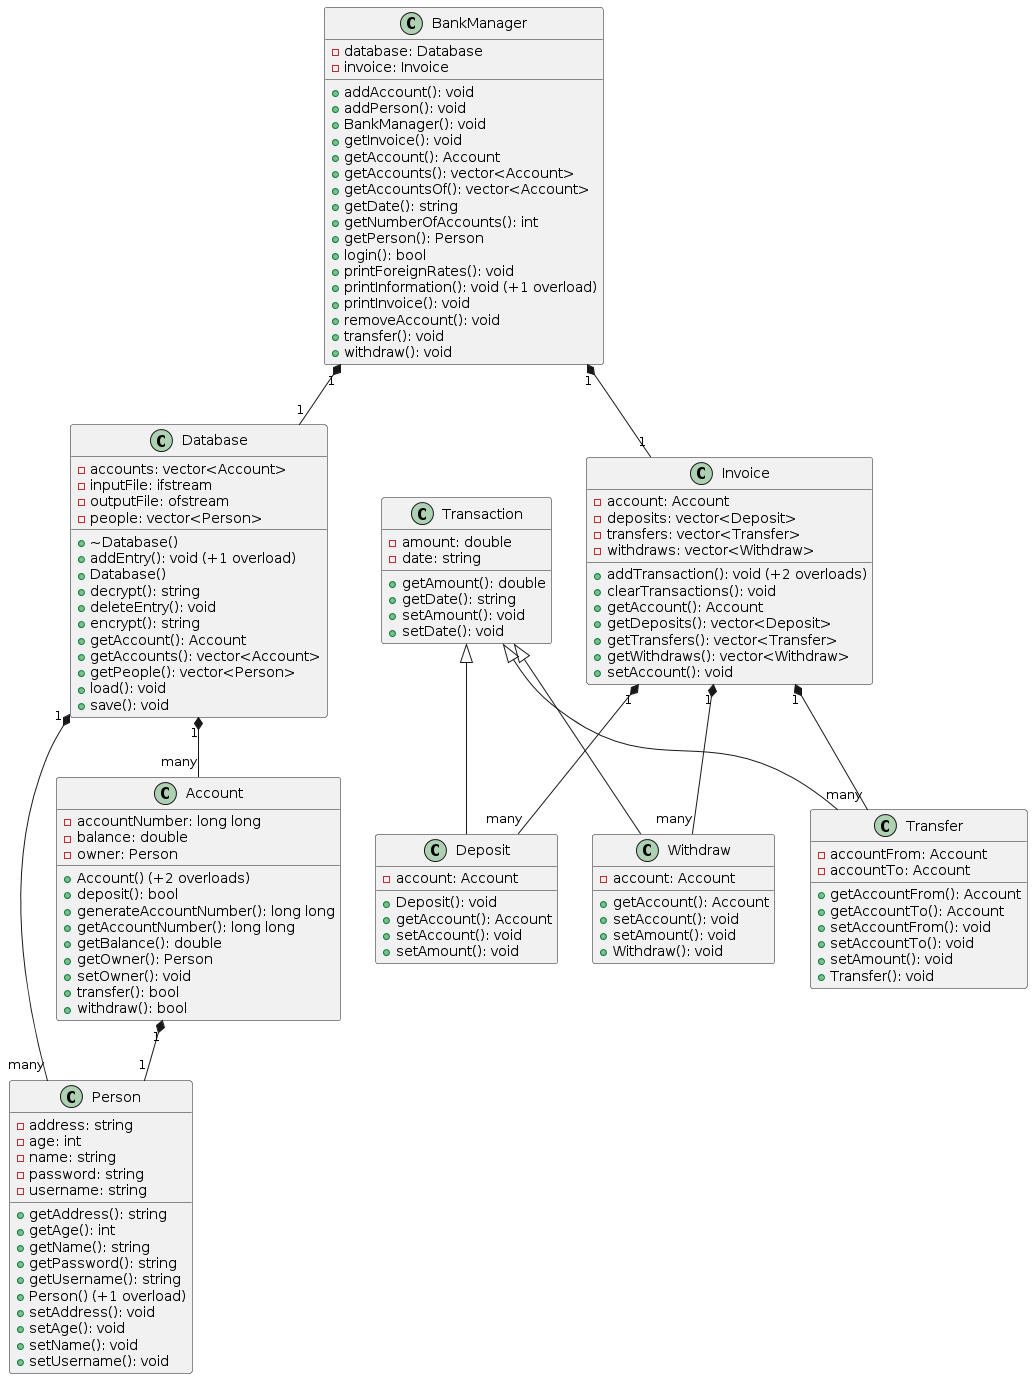 C BankManager
database: Database
invoice: Invoice
addAccount(): void
addPerson(): void
BankManager(): void
getInvoice(): void
getAccount(): Account
getAccounts(): vector<Account>
getAccountsOf(): vector<Account>
getDate(): string
getNumberOfAccounts(): int
getPerson(): Person
login(): bool
printForeignRates(): void
printInformation(): void (+1 overload)
printInvoice(): void
removeAccount(): void
transfer(): void
withdraw(): void
1
1
1
1
C Database
accounts: vector<Account>
inputFile: ifstream
outputFile: ofstream
people: vector<Person>
~Database()
addEntry(): void (+1 overload)
Database()
decrypt(): string
deleteEntry(): void
encrypt(): string
getAccount(): Account
getAccounts(): vector<Account>
getPeople(): vector<Person>
load(): void
save(): void
C Transaction
amount: double
date: string
getAmount(): double
getDate(): string
setAmount(): void
setDate(): void
C Invoice
account: Account
deposits: vector<Deposit>
transfers: vector<Transfer>
withdraws: vector<Withdraw>
addTransaction(): void (+2 overloads)
clearTransactions(): void
getAccount(): Account
getDeposits(): vector<Deposit>
getTransfers(): vector<Transfer>
getWithdraws(): vector<Withdraw>
setAccount(): void
1
1
1
1
1
many
many
many
many
C Account
accountNumber: long long
balance: double
owner: Person
Account() (+2 overloads)
deposit(): bool
generateAccountNumber(): long long
getAccountNumber(): long long
getBalance(): double
getOwner(): Person
setOwner(): void
transfer(): bool
withdraw(): bool
C Deposit
account: Account
Deposit(): void
getAccount(): Account
setAccount(): void
setAmount(): void
C Withdraw
account: Account
getAccount(): Account
setAccount(): void
setAmount(): void
Withdraw(): void
C Transfer
accountFrom: Account
accountTo: Account
getAccountFrom(): Account
getAccountTo(): Account
setAccountFrom(): void
setAccountTo(): void
setAmount(): void
Transfer(): void
1
many
1
C Person
address: string
age: int
name: string
password: string
username: string
getAddress(): string
getAge(): int
getName(): string
getPassword(): string
getUsername(): string
Person() (+1 overload)
setAddress(): void
setAge(): void
setName(): void
setUsername(): void